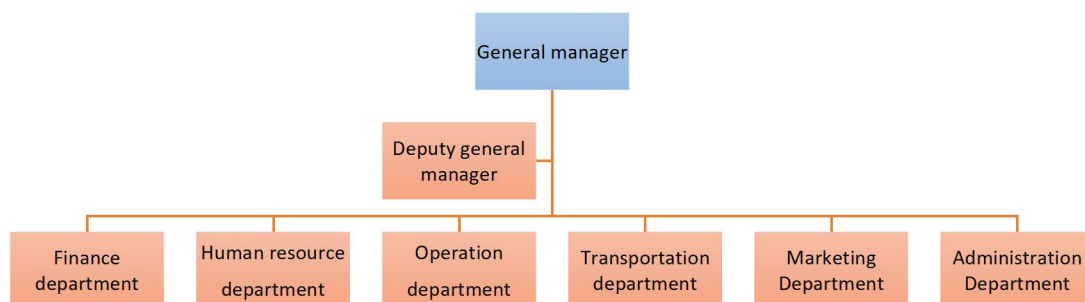 General manager
Deputy general
manager
Finance
department
Human resource
department
Operation
department
Transportation
department
Marketing
Department
Administration
Department